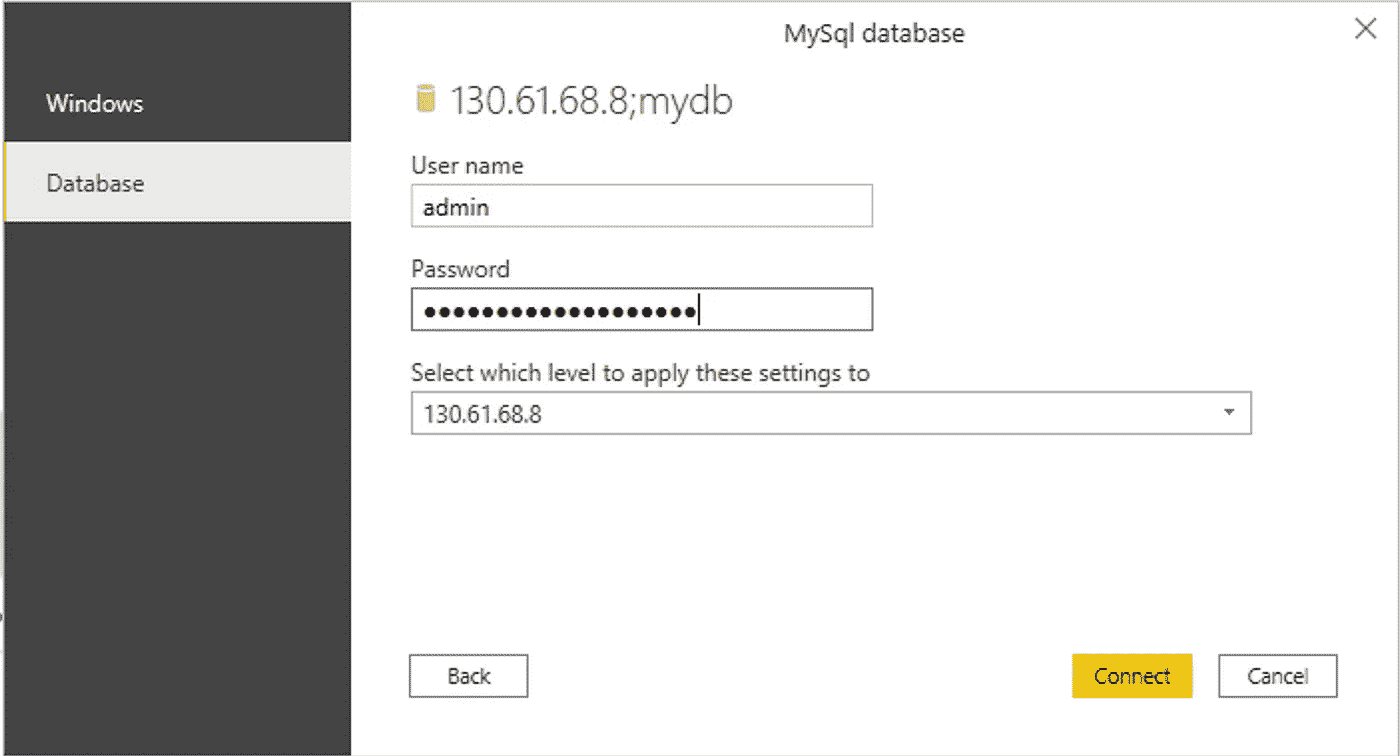 MySql database
Windows
Database
130.61.68.8;mydb
User name
admin
Password
●●●●●●●●●●●●●●●●●●●
Select which level to apply these settings to
130.61.68.8
Back
Connect
Cancel